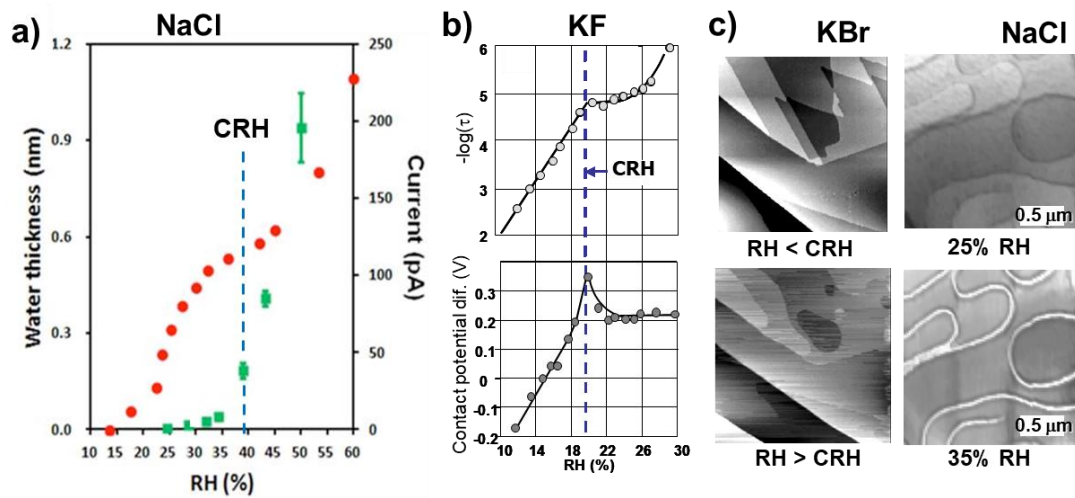 a) NaCl
1.2
0.9
0.6
0.3
0.0
Water thickness (nm)
250
200
150
100
50
0
Current (pA)
CRH
10 15 20 25 30 35 40 45 50 55 60
RH (%)
b) KF
6
5
4
3
2
-log(τ)
CRH
0.3
0.2
0.1
0
-0.1
-0.2
Contact potential dif. (V)
10 14 18 22 26 30
RH (%)
c) KBr NaCl
0.5 μm
RH < CRH 25% RH
0.5 μm
RH > CRH 35% RH